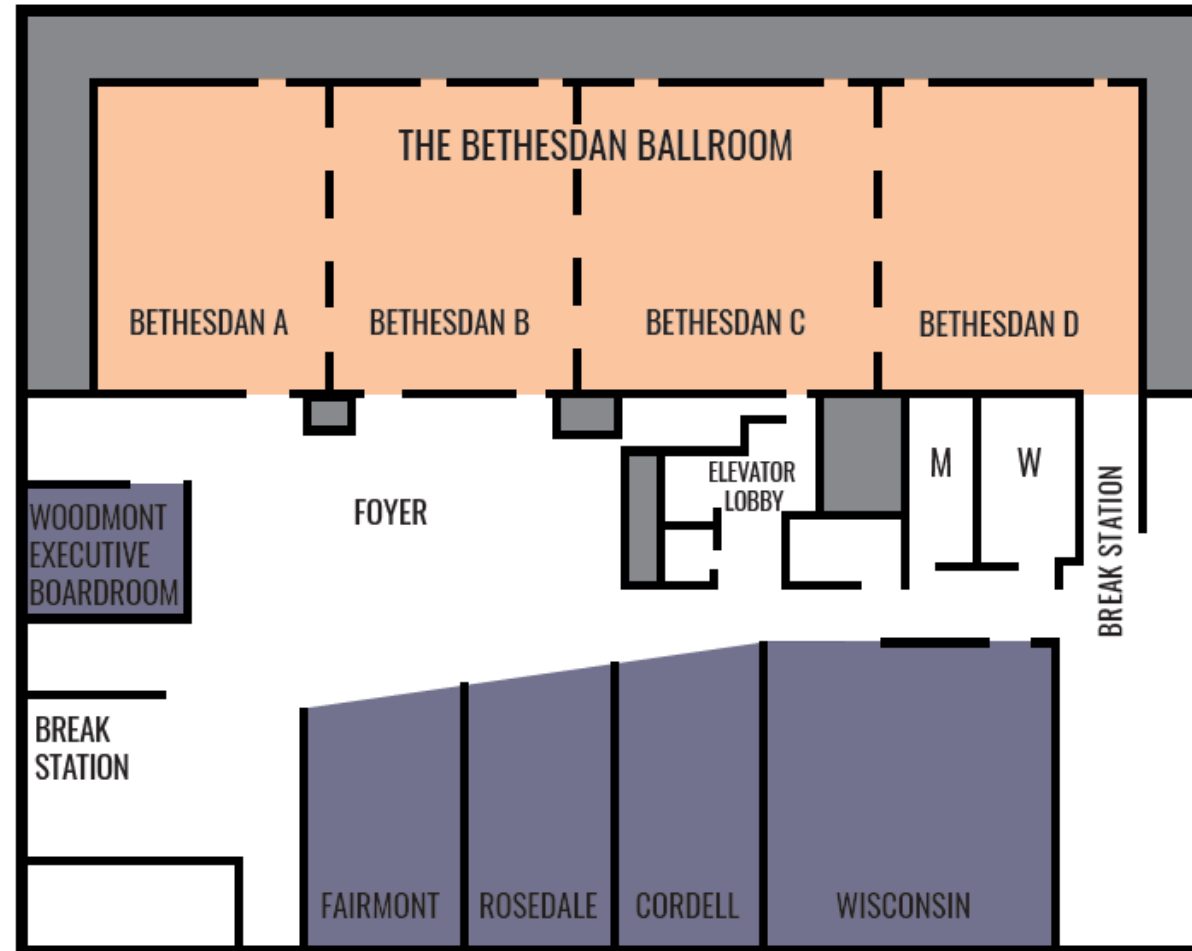 THE BETHESDAN BALLROOM
BETHESDAN A
BETHESDAN B
BETHESDAN C
BETHESDAN D
M
W
ELEVATOR
LOBBY
FOYER
WOODMONT
EXECUTIVE
BOARDROOM
BREAK STATION
BREAK
STATION
FAIRMONT
ROSEDALE
CORDELL
WISCONSIN